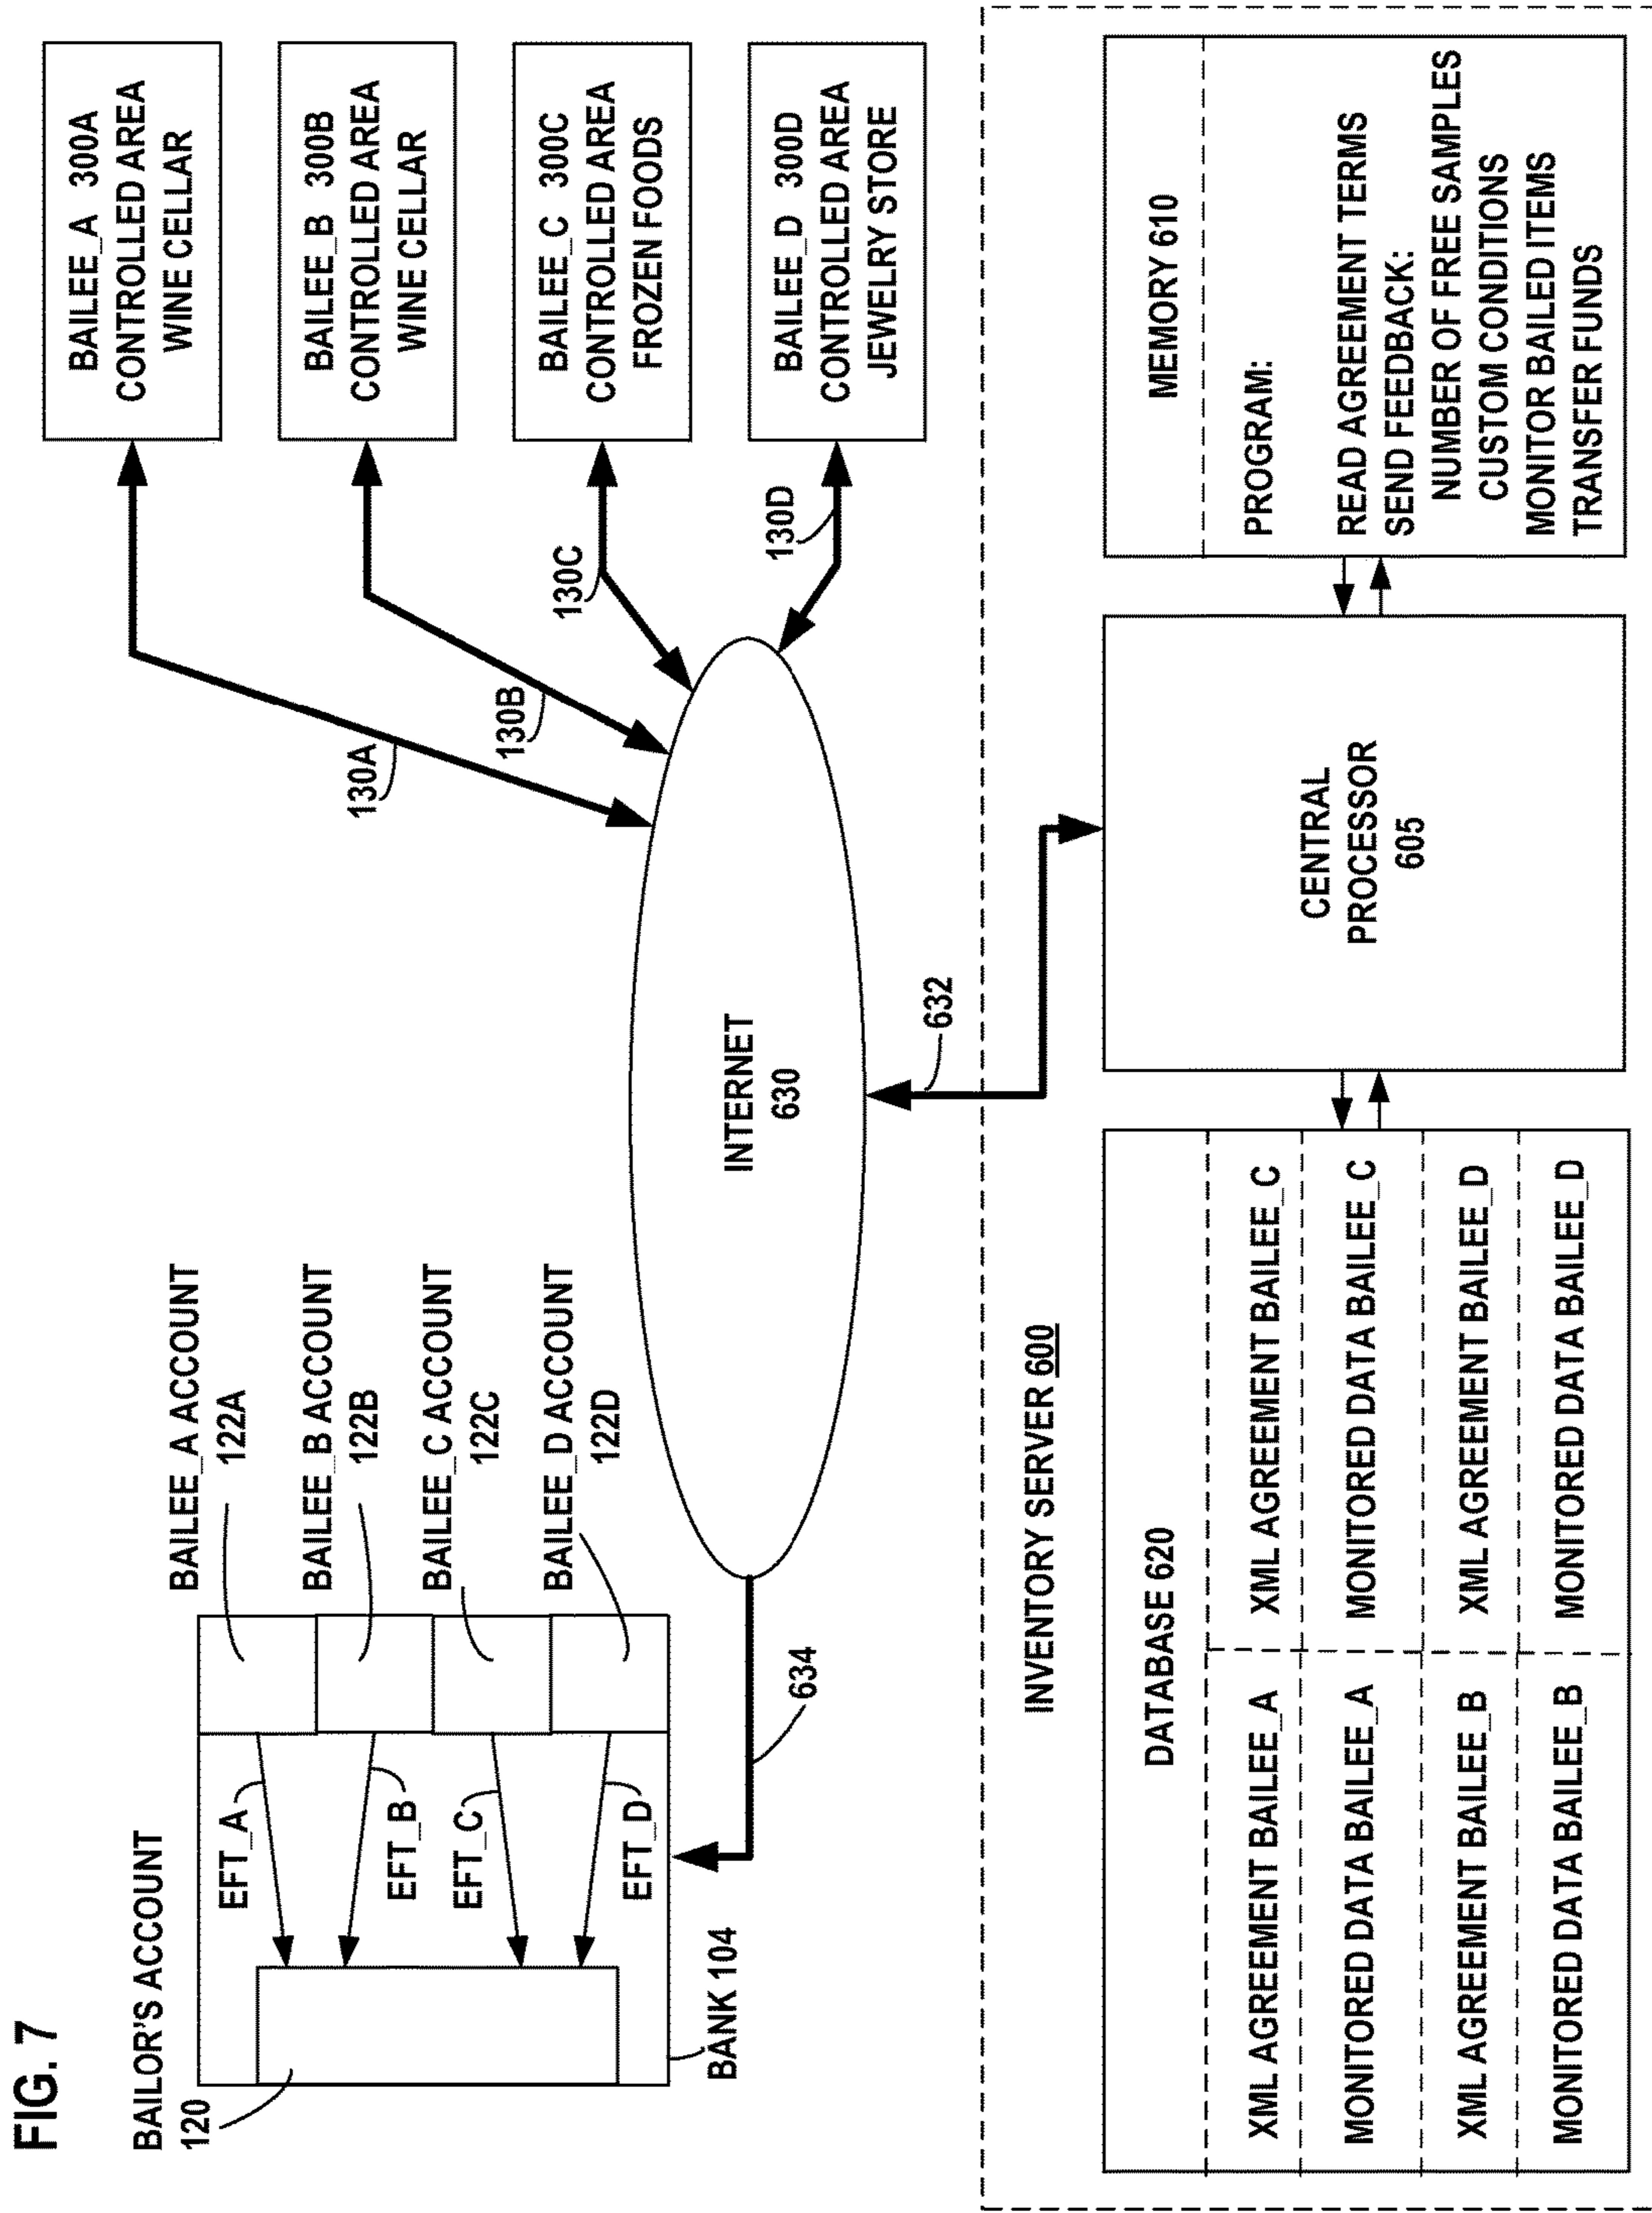 FIG. 7
BAILOR'S ACCOUNT
120
BANK 104
EFT_A
EFT_B
EFT_C
EFT_D
BAILEE_A ACCOUNT
122A
BAILEE_B ACCOUNT
122B
BAILEE_C ACCOUNT
122C
BAILEE_D ACCOUNT
122D
634
INTERNET
630
632
130A
130B
130C
130D
BAILEE_A 300A
CONTROLLED AREA
WINE CELLAR
BAILEE_B 300B
CONTROLLED AREA
WINE CELLAR
BAILEE_C 300C
CONTROLLED AREA
FROZEN FOODS
BAILEE_D 300D
CONTROLLED AREA
JEWELRY STORE
INVENTORY SERVER 600
DATABASE 620
XML AGREEMENT BAILEE_A
MONITORED DATA BAILEE_A
XML AGREEMENT BAILEE_B
MONITORED DATA BAILEE_B
XML AGREEMENT BAILEE_C
MONITORED DATA BAILEE_C
XML AGREEMENT BAILEE_D
MONITORED DATA BAILEE_D
CENTRAL
PROCESSOR
605
MEMORY 610
PROGRAM:
READ AGREEMENT TERMS
SEND FEEDBACK:
NUMBER OF FREE SAMPLES
CUSTOM CONDITIONS
MONITOR BAILED ITEMS
TRANSFER FUNDS